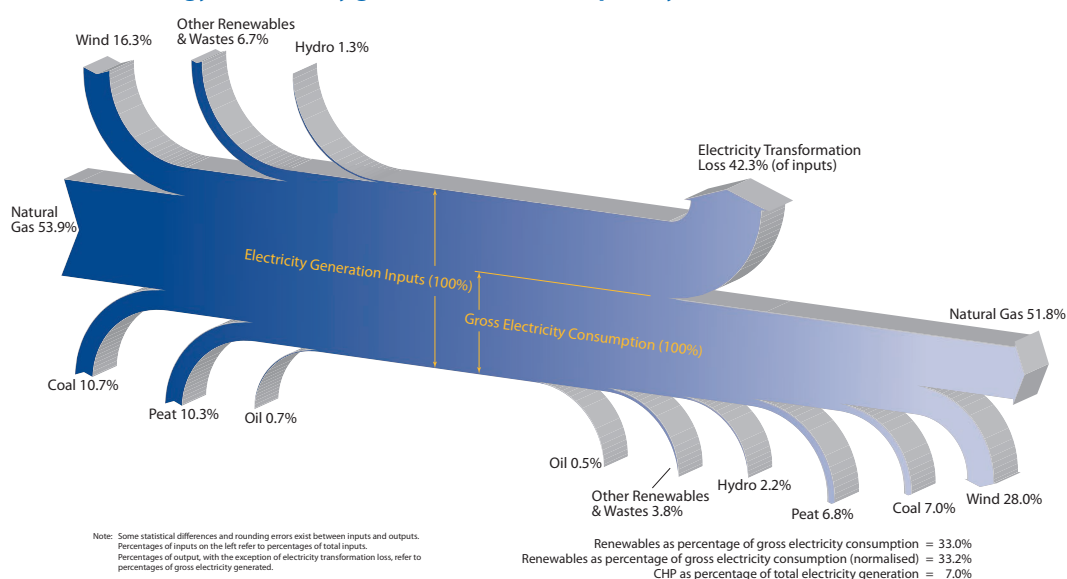 Other Renewables
& Wastes 6.7%
Wind 16.3%
Hydro 1.3%
Electricity Transformation
Loss 42.3% (of inputs)
Natural
Gas 53.9%
Electricity Generation Inputs (100%)
Gross Electricity Consumption (100%)
Natural Gas 51.8%
Coal 10.7%
Peat 10.3%
Oil 0.7%
Oil 0.5%
Other Renewables
& Wastes 3.8%
Hydro 2.2%
Peat 6.8%
Coal 7.0%
Wind 28.0%
Note: Some statistical differences and rounding errors exist between inputs and outputs.
Percentages of inputs on the left refer to percentages of total inputs.
Percentages of output, with the exception of electricity transformation loss, refer to
percentages of gross electricity generated.
Renewables as percentage of gross electricity consumption = 33.0%
Renewables as percentage of gross electricity consumption (normalised) = 33.2%
CHP as percentage of total electricity generation = 7.0%